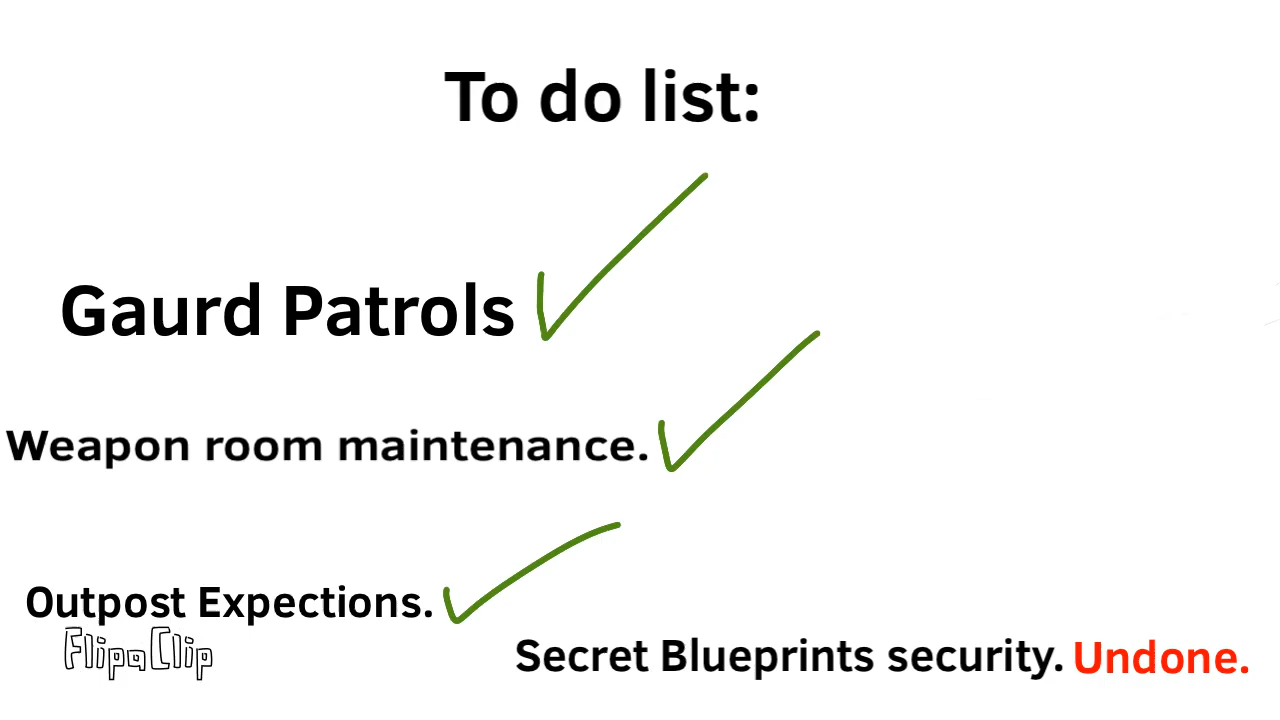 To do list:
Gaurd Patrols
Weapon room maintenance.
Outpost Expections.
FlipaClip
Secret Blueprints security. Undone.